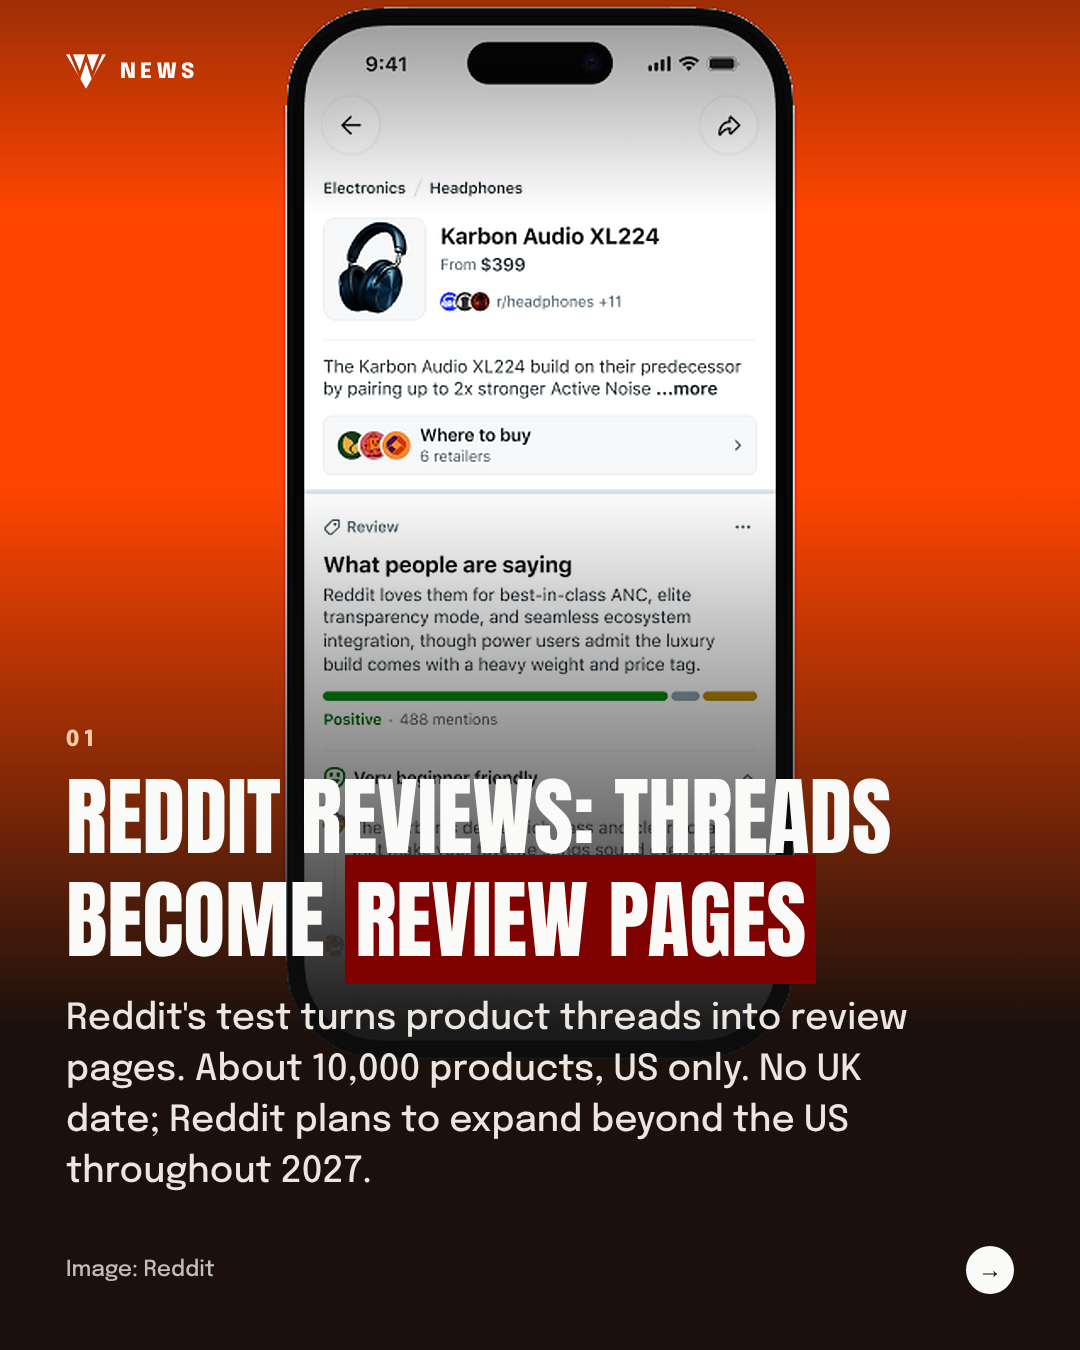 NEWS
9:41
Electronics / Headphones
Karbon Audio XL224
From $399
r/headphones +11
The Karbon Audio XL224 build on their predecessor
by pairing up to 2x stronger Active Noise ...more
Where to buy
6 retailers
Review
What people are saying
Reddit loves them for best-in-class ANC, elite
transparency mode, and seamless ecosystem
integration, though power users admit the luxury
build comes with a heavy weight and price tag.
Positive · 488 mentions
Very beginner friendly
01
REDDIT REVIEWS: THREADS
BECOME REVIEW PAGES
Reddit's test turns product threads into review
pages. About 10,000 products, US only. No UK
date; Reddit plans to expand beyond the US
throughout 2027.
Image: Reddit